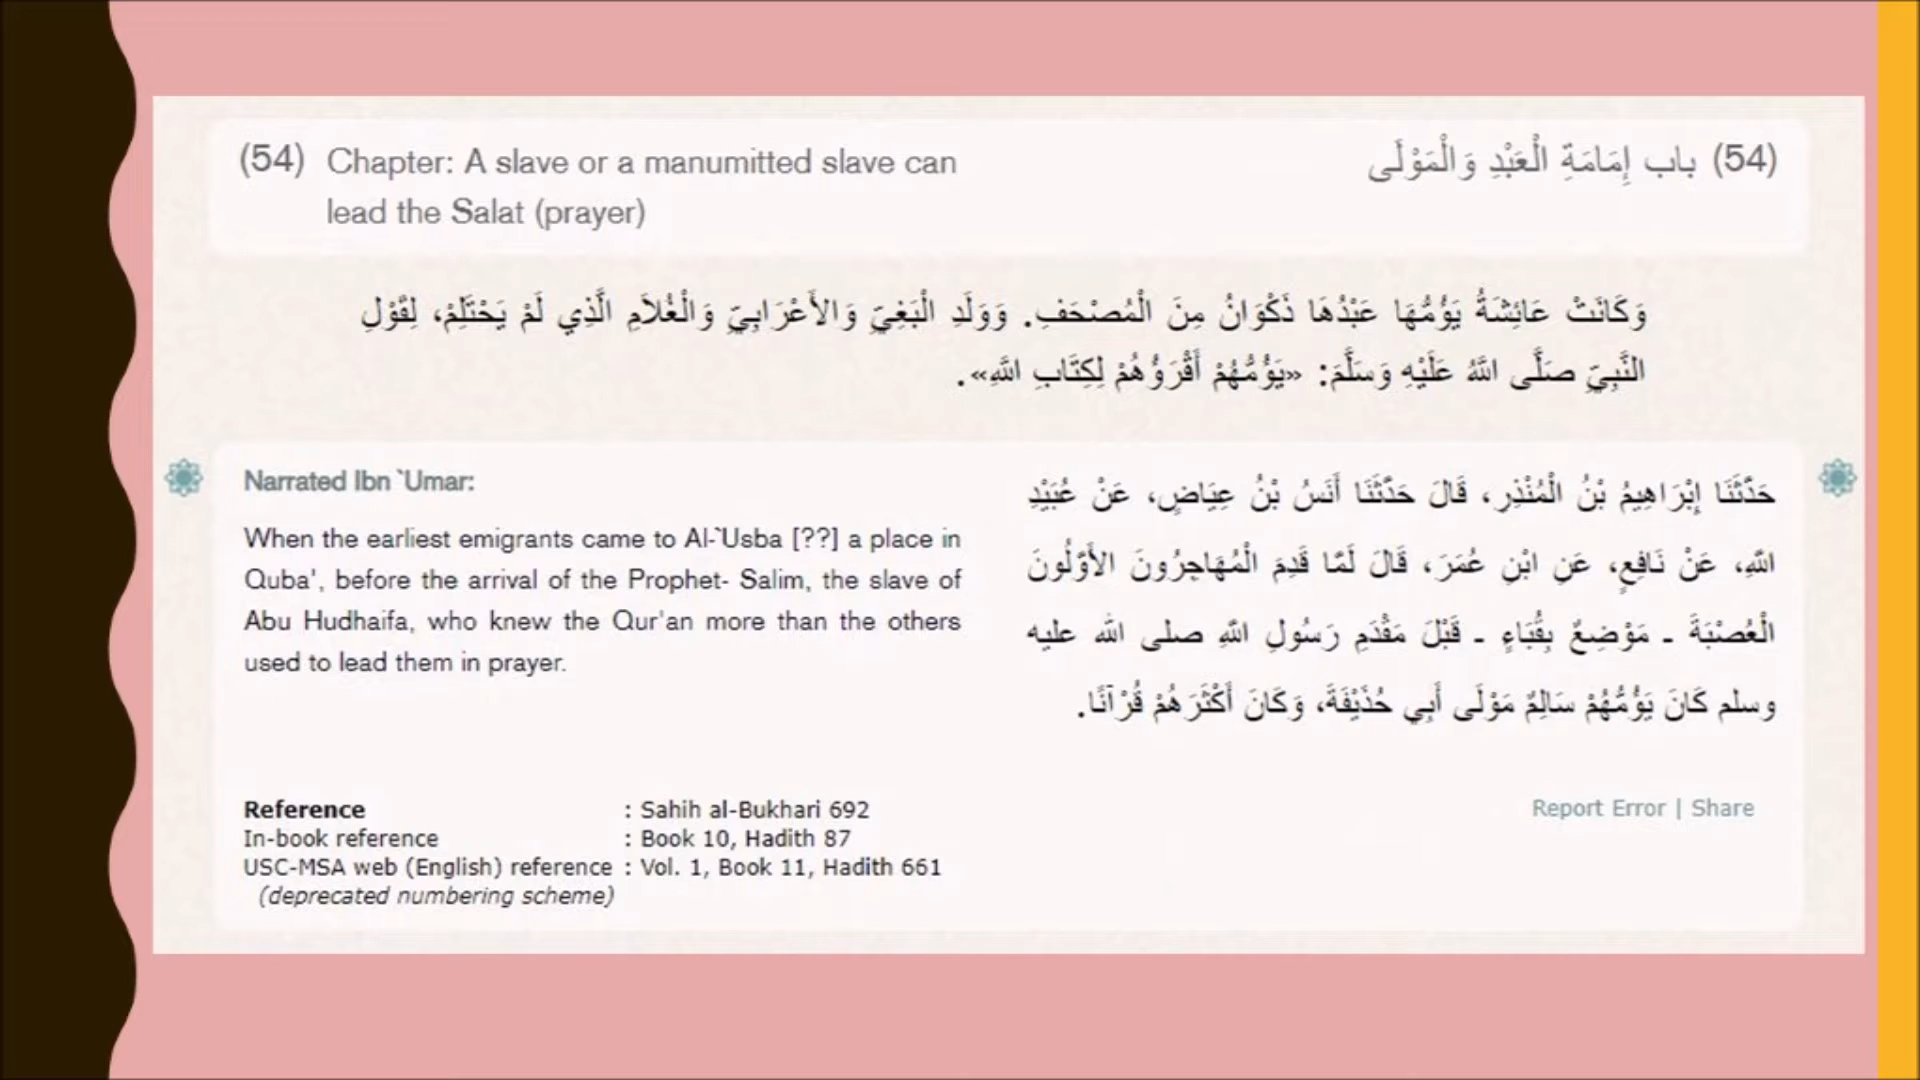 (54) Chapter: A slave or a manumitted slave can
lead the Salat (prayer)
(54) باب إِمَامَةِ الْعَبْدِ وَالْمَوْلَى
وَكَانَتْ عَائِشَةُ يَؤُمُّهَا عَبْدُهَا ذَكْوَانُ مِنَ الْمُصْحَفِ. وَوَلَدِ الْبَغِيِّ وَالأَعْرَابِيِّ وَالْغُلاَمِ الَّذِي لَمْ يَحْتَلِمْ، لِقَوْلِ
النَّبِيِّ صَلَّى اللَّهُ عَلَيْهِ وَسَلَّمَ: «يَؤُمُّهُمْ أَقْرَؤُهُمْ لِكِتَابِ اللَّهِ».
Narrated Ibn `Umar:
When the earliest emigrants came to Al-`Usba [??] a place in
Quba', before the arrival of the Prophet- Salim, the slave of
Abu Hudhaifa, who knew the Qur'an more than the others
used to lead them in prayer.
حَدَّثَنَا إِبْرَاهِيمُ بْنُ الْمُنْذِرِ، قَالَ حَدَّثَنَا أَنَسُ بْنُ عِيَاضٍ، عَنْ عُبَيْدِ
اللَّهِ، عَنْ نَافِعٍ، عَنِ ابْنِ عُمَرَ، قَالَ لَمَّا قَدِمَ الْمُهَاجِرُونَ الأَوَّلُونَ
الْعُصْبَةَ ـ مَوْضِعٌ بِقُبَاءٍ ـ قَبْلَ مَقْدَمِ رَسُولِ اللَّهِ صلى الله عليه
وسلم كَانَ يَؤُمُّهُمْ سَالِمٌ مَوْلَى أَبِي حُذَيْفَةَ، وَكَانَ أَكْثَرَهُمْ قُرْآنًا.
Reference : Sahih al-Bukhari 692
In-book reference : Book 10, Hadith 87
USC-MSA web (English) reference : Vol. 1, Book 11, Hadith 661
(deprecated numbering scheme)
Report Error | Share